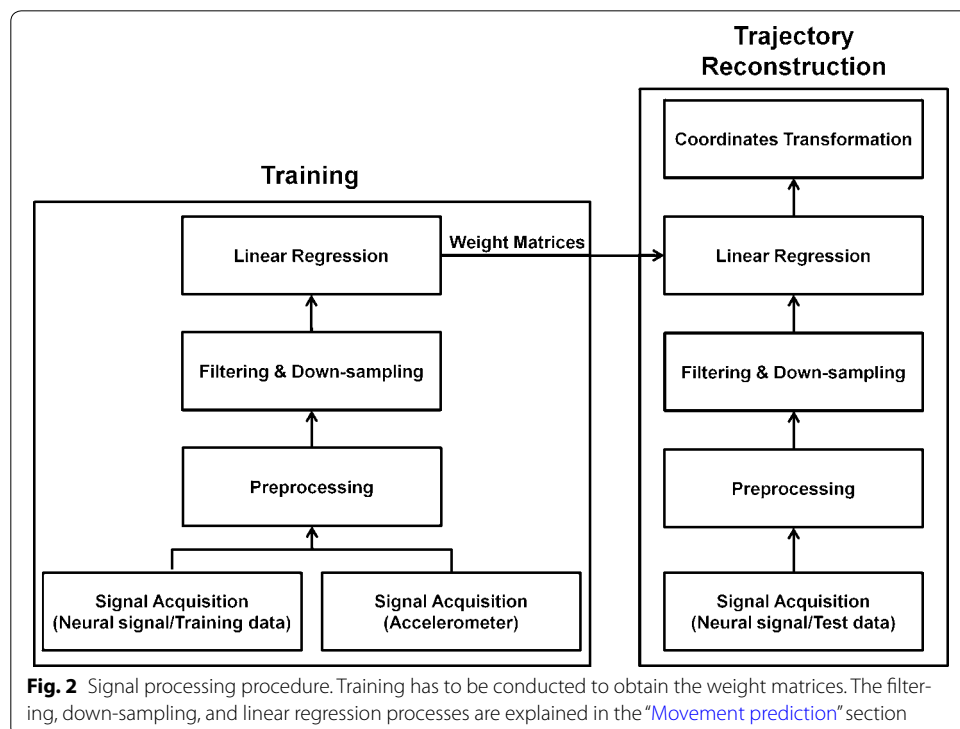 Trajectory
Reconstruction
Coordinates Transformation
Training
Linear Regression
Weight Matrices
Linear Regression
Filtering & Down-sampling
Filtering & Down-sampling
Preprocessing
Preprocessing
Signal Acquisition
(Neural signal/Training data)
Signal Acquisition
(Accelerometer)
Signal Acquisition
(Neural signal/Test data)
Fig. 2 Signal processing procedure. Training has to be conducted to obtain the weight matrices. The filter-
ing, down-sampling, and linear regression processes are explained in the “Movement prediction” section